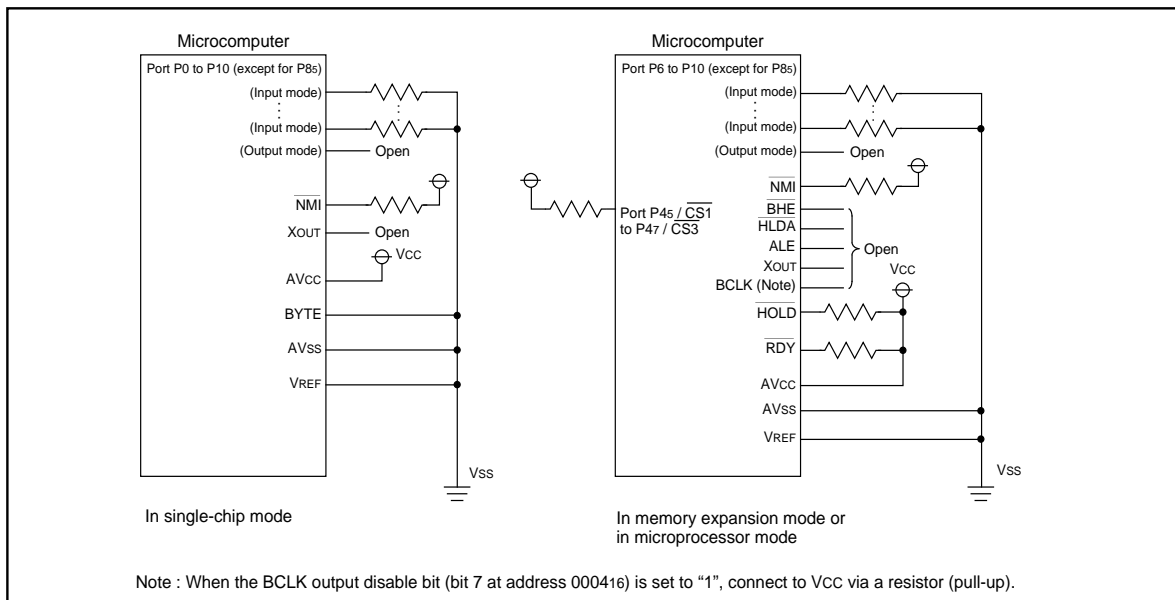 Microcomputer
Port P0 to P10 (except for P85)
(Input mode)
(Input mode)
(Output mode)
Open
NMI
XOUT
Open
VCC
AVCC
BYTE
AVSS
VREF
VSS
In single-chip mode
Microcomputer
Port P6 to P10 (except for P85)
(Input mode)
(Input mode)
(Output mode)
Open
NMI
Port P45 / CS1
to P47 / CS3
BHE
HLDA
ALE
XOUT
BCLK (Note)
Open
VCC
HOLD
RDY
AVCC
AVSS
VREF
VSS
In memory expansion mode or
in microprocessor mode
Note : When the BCLK output disable bit (bit 7 at address 000416) is set to “1”, connect to VCC via a resistor (pull-up).